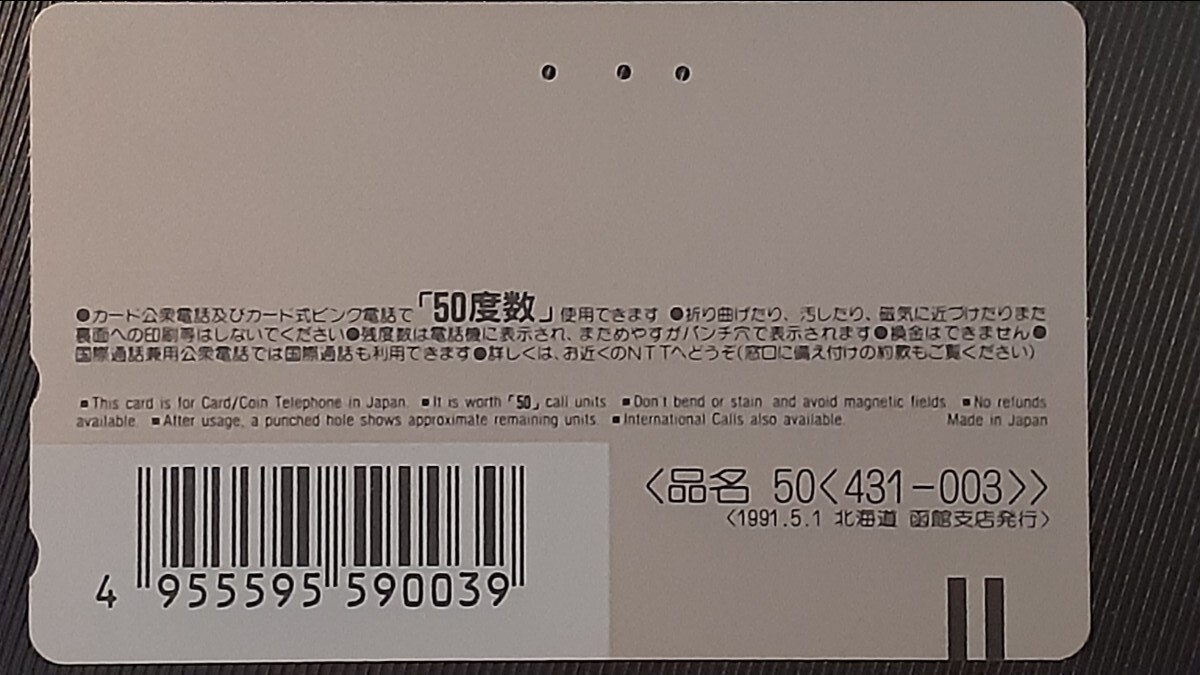 ●カード公衆電話及びカード式ピンク電話で「50度数」使用できます ●折り曲げたり、汚したり、磁気に近づけたりまた
裏面への印刷等はしないでください●残度数は電話機に表示され、まためやすがパンチ穴で表示されます●換金はできません●
国際通話兼用公衆電話では国際通話も利用できます●詳しくは、お近くのNTTへどうぞ(窓口に備え付けの約款もご覧ください)
■This card is for Card/Coin Telephone in Japan. ■It is worth「50」call units ■Don't bend or stain and avoid magnetic fields ■No refunds
available. ■After usage, a punched hole shows approximate remaining units. ■International Calls also available. Made in Japan
〈品名 50〈431-003〉〉
〈1991.5.1 北海道 函館支店発行〉
4 955595 590039